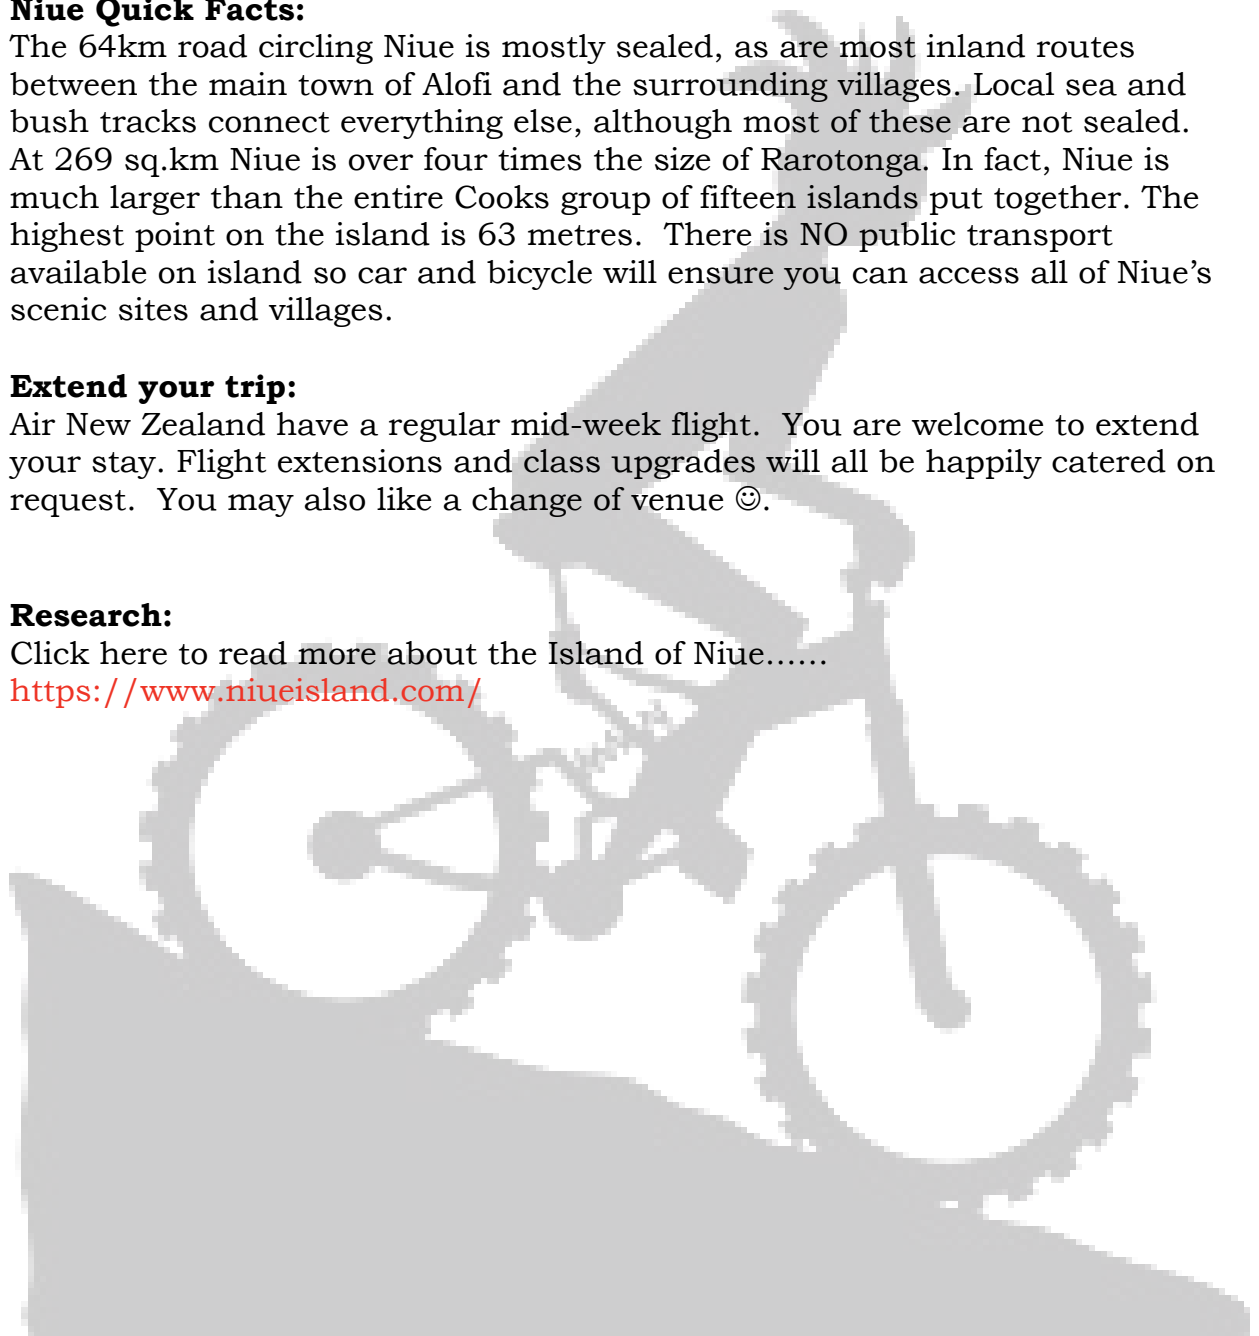 Niue Quick Facts:
The 64km road circling Niue is mostly sealed, as are most inland routes
between the main town of Alofi and the surrounding villages. Local sea and
bush tracks connect everything else, although most of these are not sealed.
At 269 sq.km Niue is over four times the size of Rarotonga. In fact, Niue is
much larger than the entire Cooks group of fifteen islands put together. The
highest point on the island is 63 metres.  There is NO public transport
available on island so car and bicycle will ensure you can access all of Niue’s
scenic sites and villages.
Extend your trip:
Air New Zealand have a regular mid-week flight.  You are welcome to extend
your stay. Flight extensions and class upgrades will all be happily catered on
request.  You may also like a change of venue ☺.
Research:
Click here to read more about the Island of Niue……
https://www.niueisland.com/